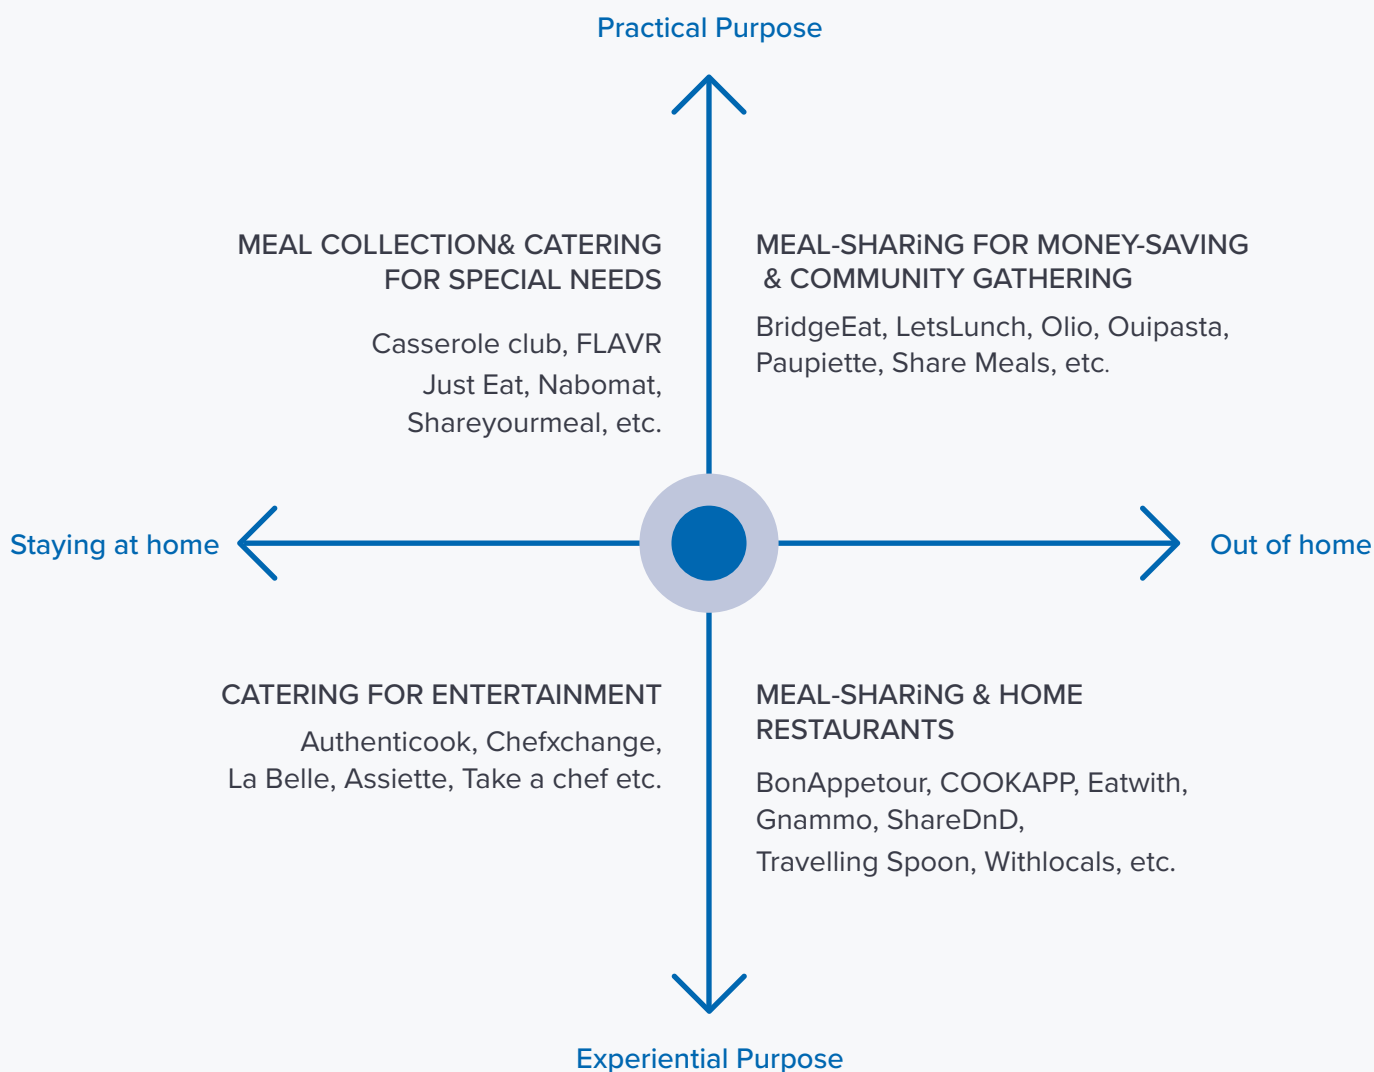 Practical Purpose
MEAL COLLECTION& CATERING
FOR SPECIAL NEEDS
Casserole club, FLAVR
Just Eat, Nabomat,
Shareyourmeal, etc.
MEAL-SHARiNG FOR MONEY-SAVING
& COMMUNITY GATHERING
BridgeEat, LetsLunch, Olio, Ouipasta,
Paupiette, Share Meals, etc.
Staying at home
Out of home
CATERING FOR ENTERTAINMENT
Authenticook, Chefxchange,
La Belle, Assiette, Take a chef etc.
MEAL-SHARiNG & HOME
RESTAURANTS
BonAppetour, COOKAPP, Eatwith,
Gnammo, ShareDnD,
Travelling Spoon, Withlocals, etc.
Experiential Purpose